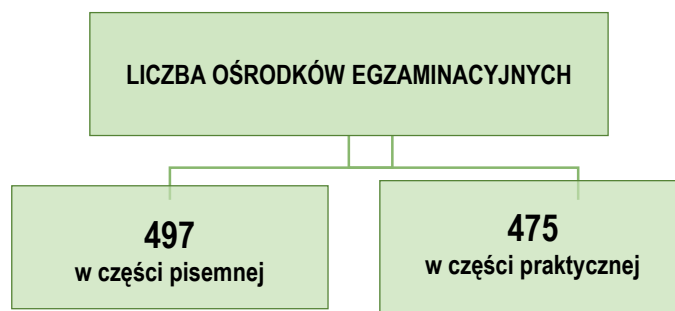 LICZBA OŚRODKÓW EGZAMINACYJNYCH
497
w części pisemnej
475
w części praktycznej